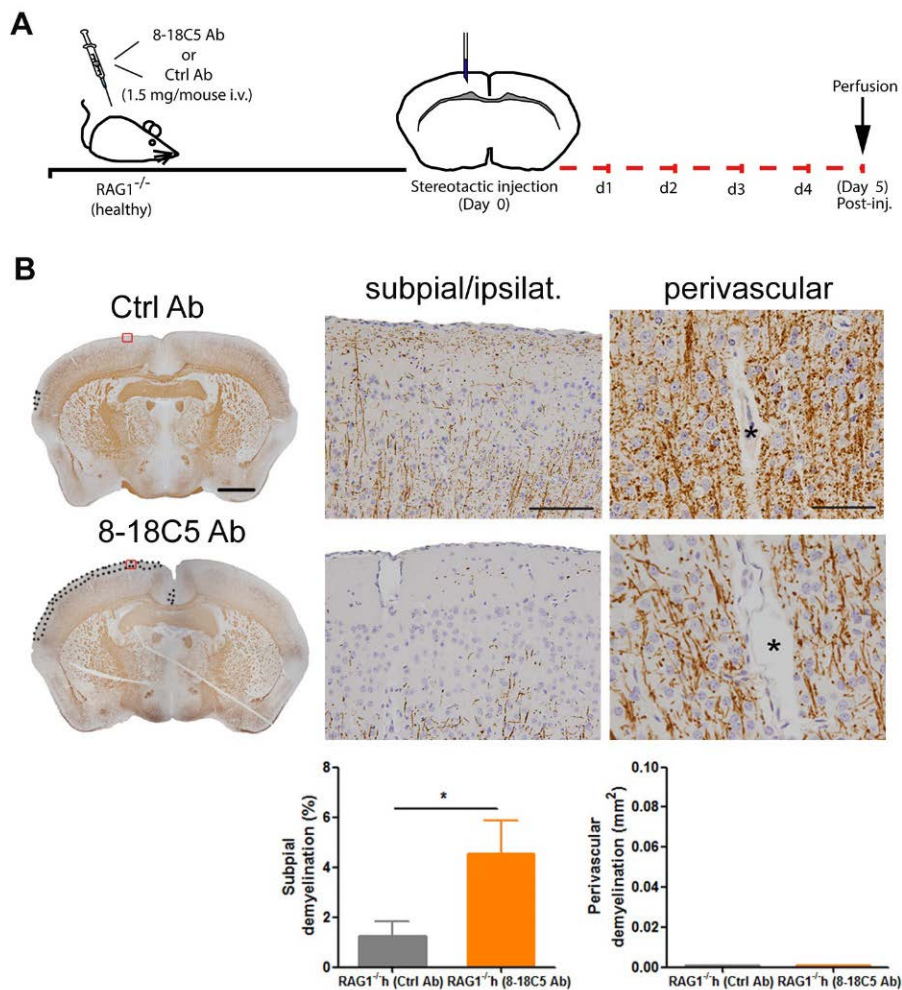 A
8-18C5 Ab
or
Ctrl Ab
(1.5 mg/mouse i.v.)
RAG1-/-
(healthy)
Stereotactic injection
(Day 0)
d1
d2
d3
d4
Perfusion
(Day 5)
Post-inj.
B
Ctrl Ab
subpial/ipsilat.
perivascular
*
8-18C5 Ab
*
Subpial
demyelination (%)
8
6
4
2
0
*
RAG1-/-h (Ctrl Ab)
RAG1-/-h (8-18C5 Ab)
Perivascular
demyelination (mm2)
0.10
0.08
0.06
0.04
0.02
0.00
RAG1-/-h (Ctrl Ab)
RAG1-/-h (8-18C5 Ab)